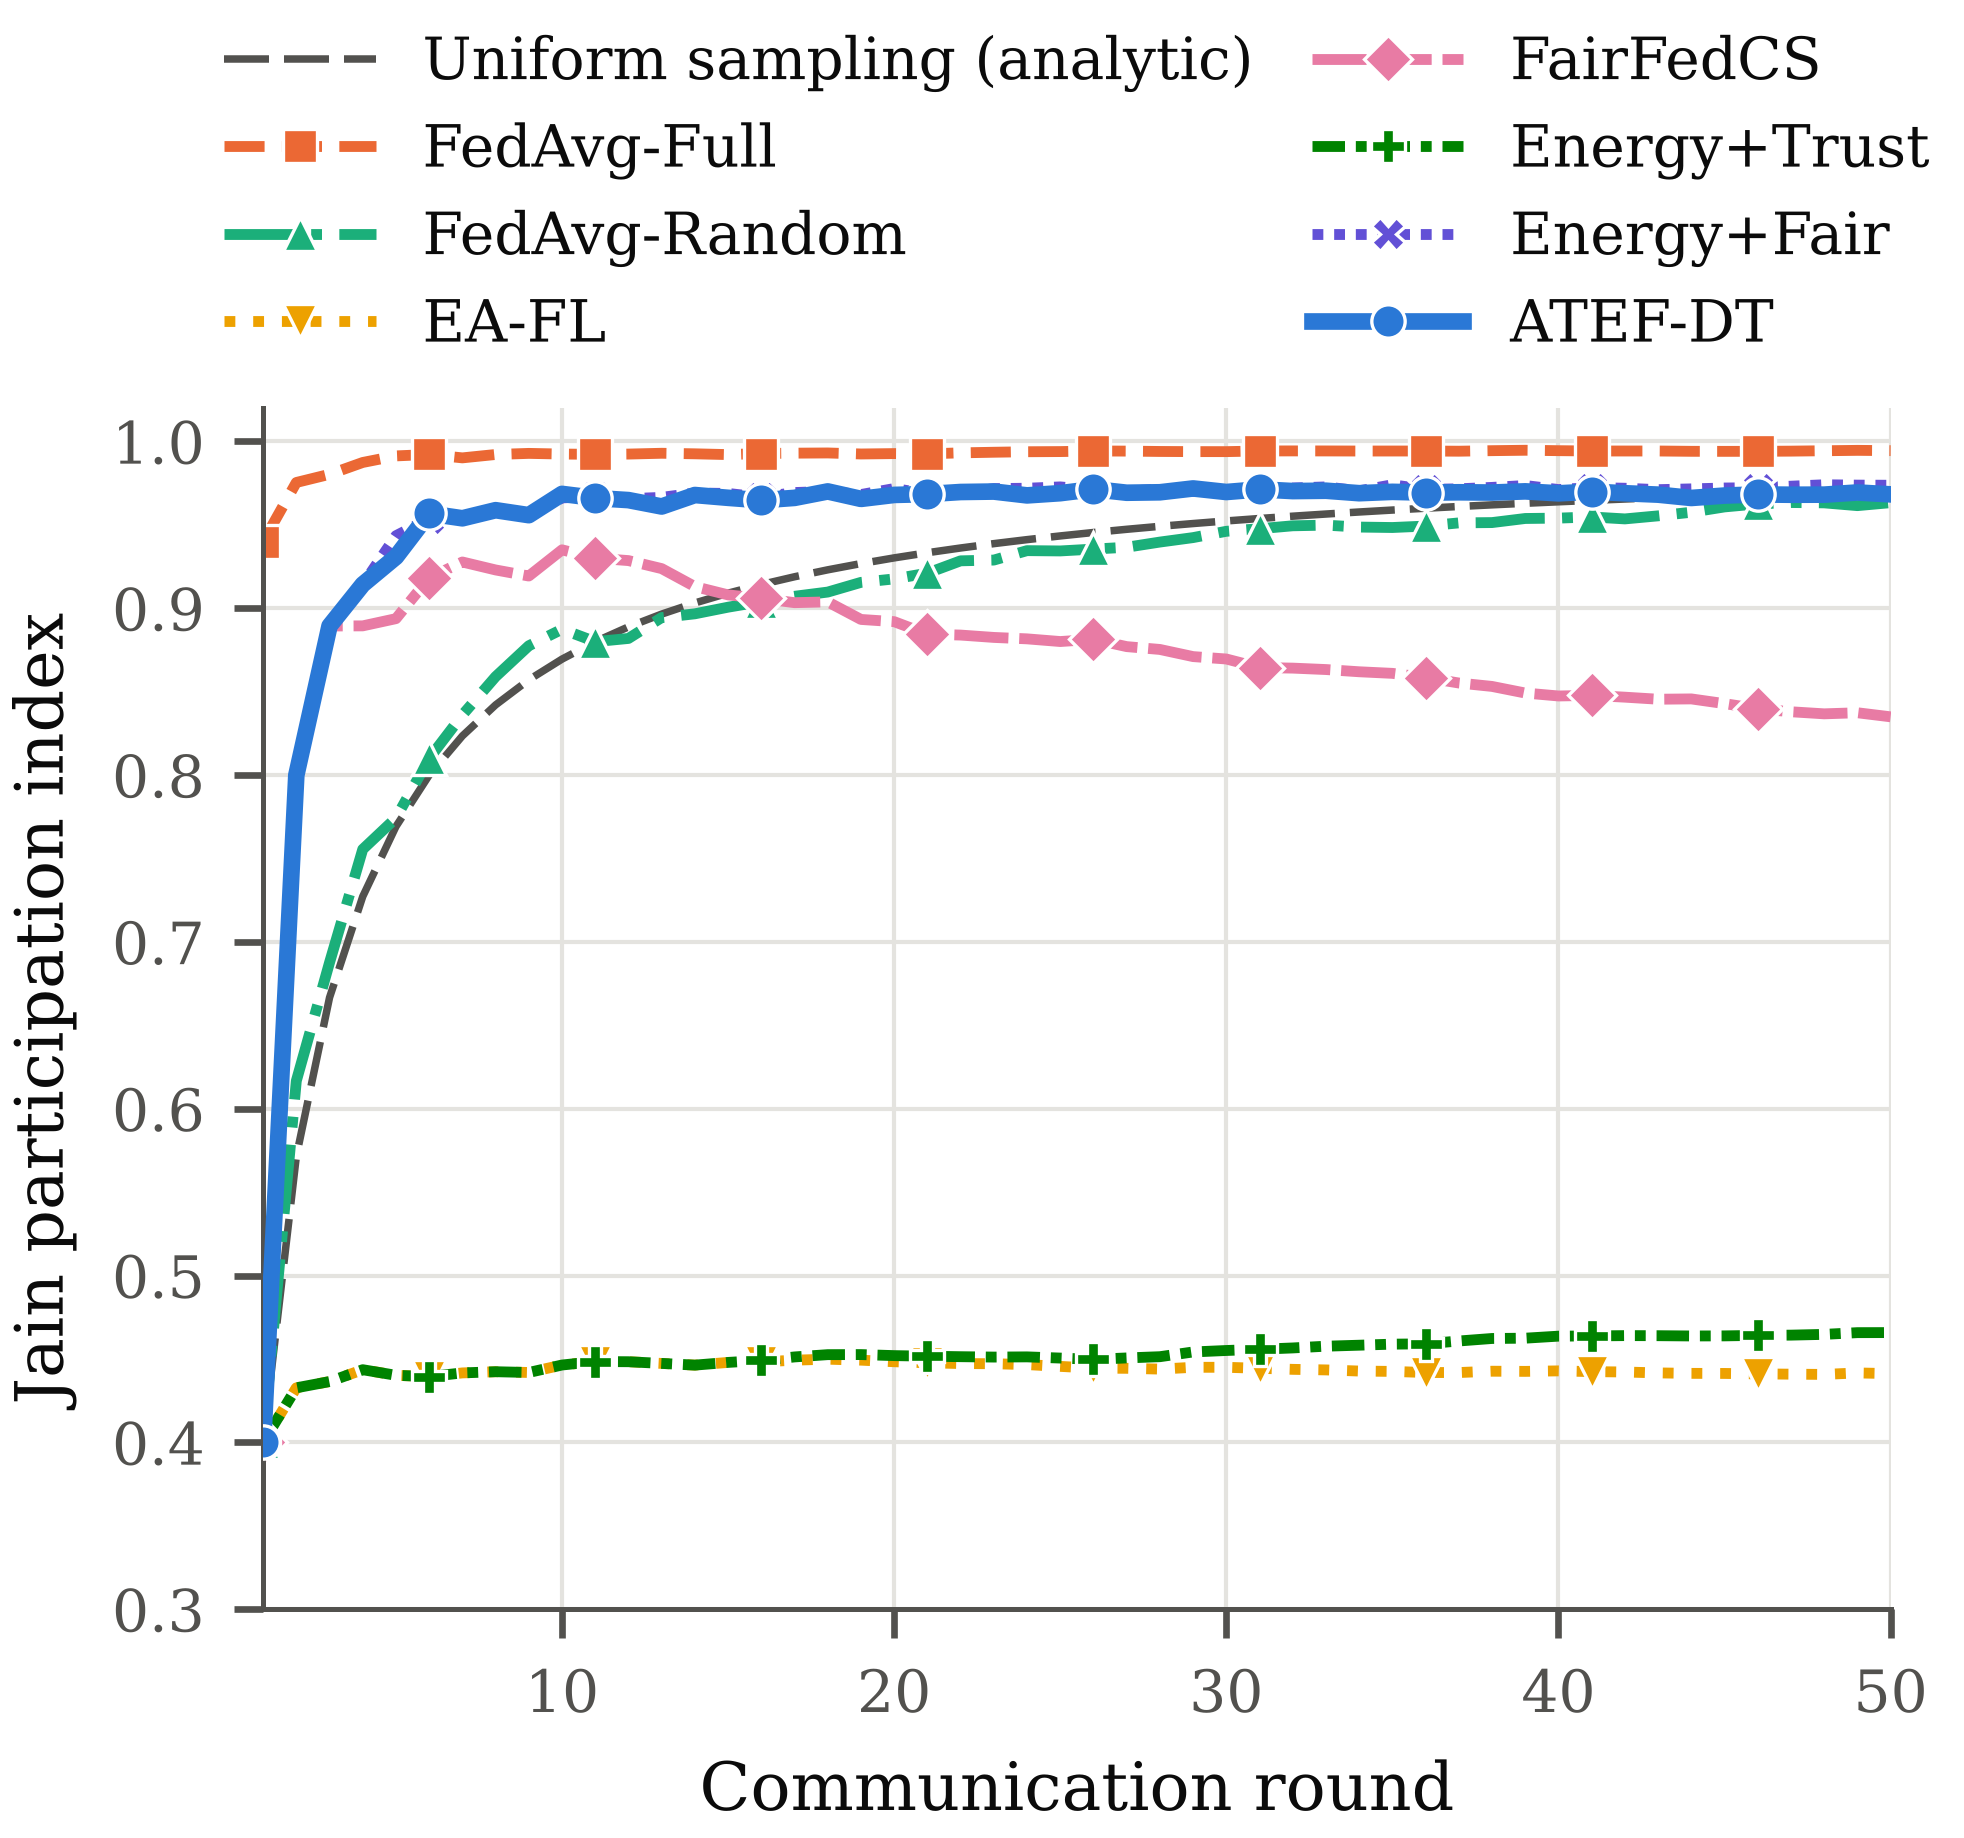 Uniform sampling (analytic)
FedAvg-Full
FedAvg-Random
EA-FL
FairFedCS
Energy+Trust
Energy+Fair
ATEF-DT
Jain participation index
1.0
0.9
0.8
0.7
0.6
0.5
0.4
0.3
10 20 30 40 50
Communication round